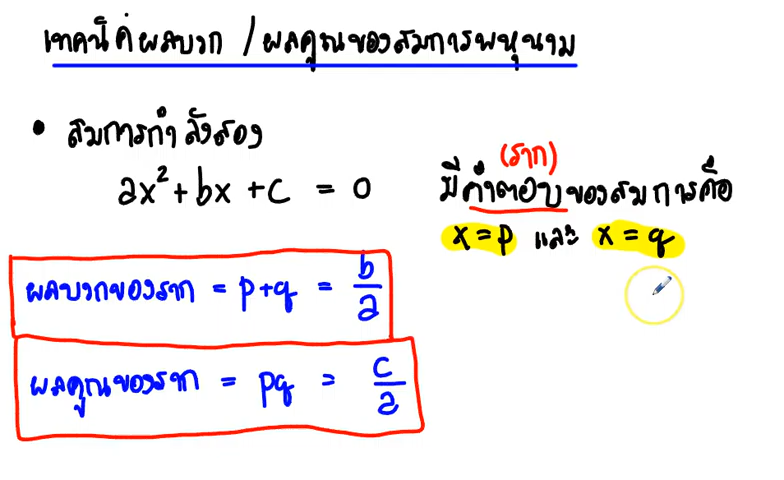 เทคนิคผลบวก / ผลคูณของสมการพหุนาม
• สมการกำลังสอง
ax² + bx + c = 0
(ราก)
มีคำตอบของสมการคือ
x = p และ x = q
ผลบวกของราก = p+q = b/a
ผลคูณของราก = pq = c/a